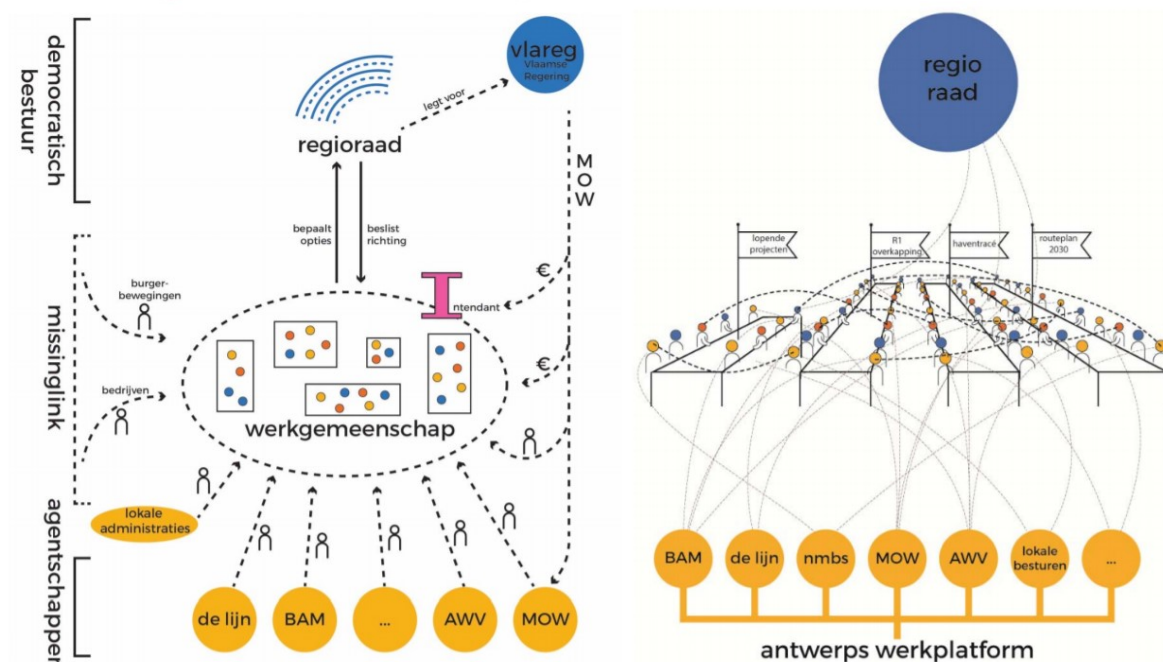 democratisch
bestuur
vlareg
Vlaamse
Regering
legt voor
regioraad
MOW
bepaalt
opties
beslist
richting
€
Intendant
missinglink
burger-
bewegingen
€
bedrijven
werkgemeenschap
lokale
administraties
agentschappen
de lijn
BAM
...
AWV
MOW
regio
raad
lopende
projecten
R1
overkapping
haventracé
routeplan
2030
BAM
de lijn
nmbs
MOW
AWV
lokale
besturen
...
antwerps werkplatform